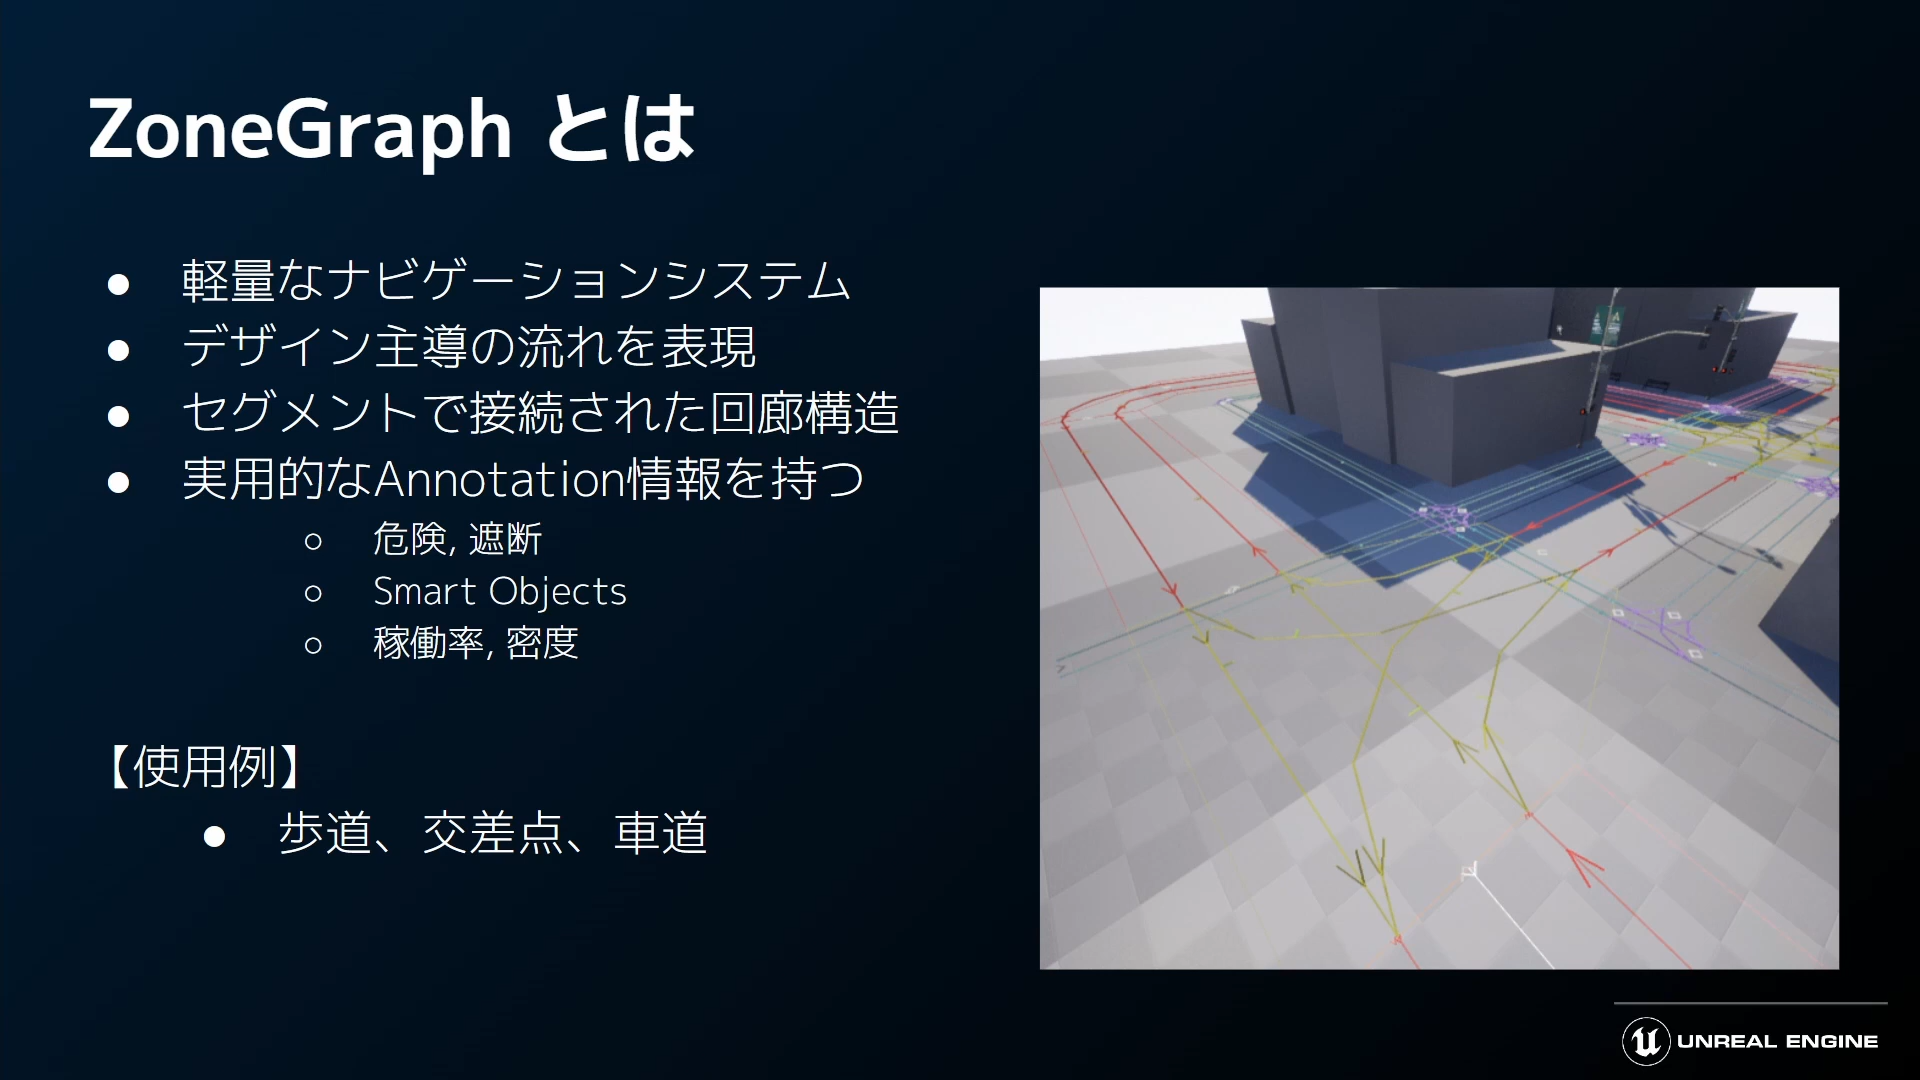 ZoneGraph とは
● 軽量なナビゲーションシステム
● デザイン主導の流れを表現
● セグメントで接続された回廊構造
● 実用的なAnnotation情報を持つ
○ 危険, 遮断
○ Smart Objects
○ 稼働率, 密度
【使用例】
● 歩道、交差点、車道
UNREAL ENGINE